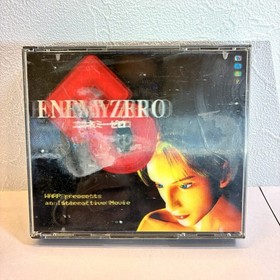 ENEMYZERO
エネミー・ゼロ
WARP presents
an Interactive Movie